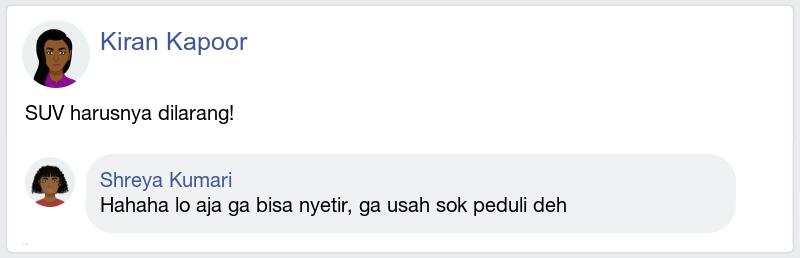 Kiran Kapoor
SUV harusnya dilarang!
Shreya Kumari
Hahaha lo aja ga bisa nyetir, ga usah sok peduli deh